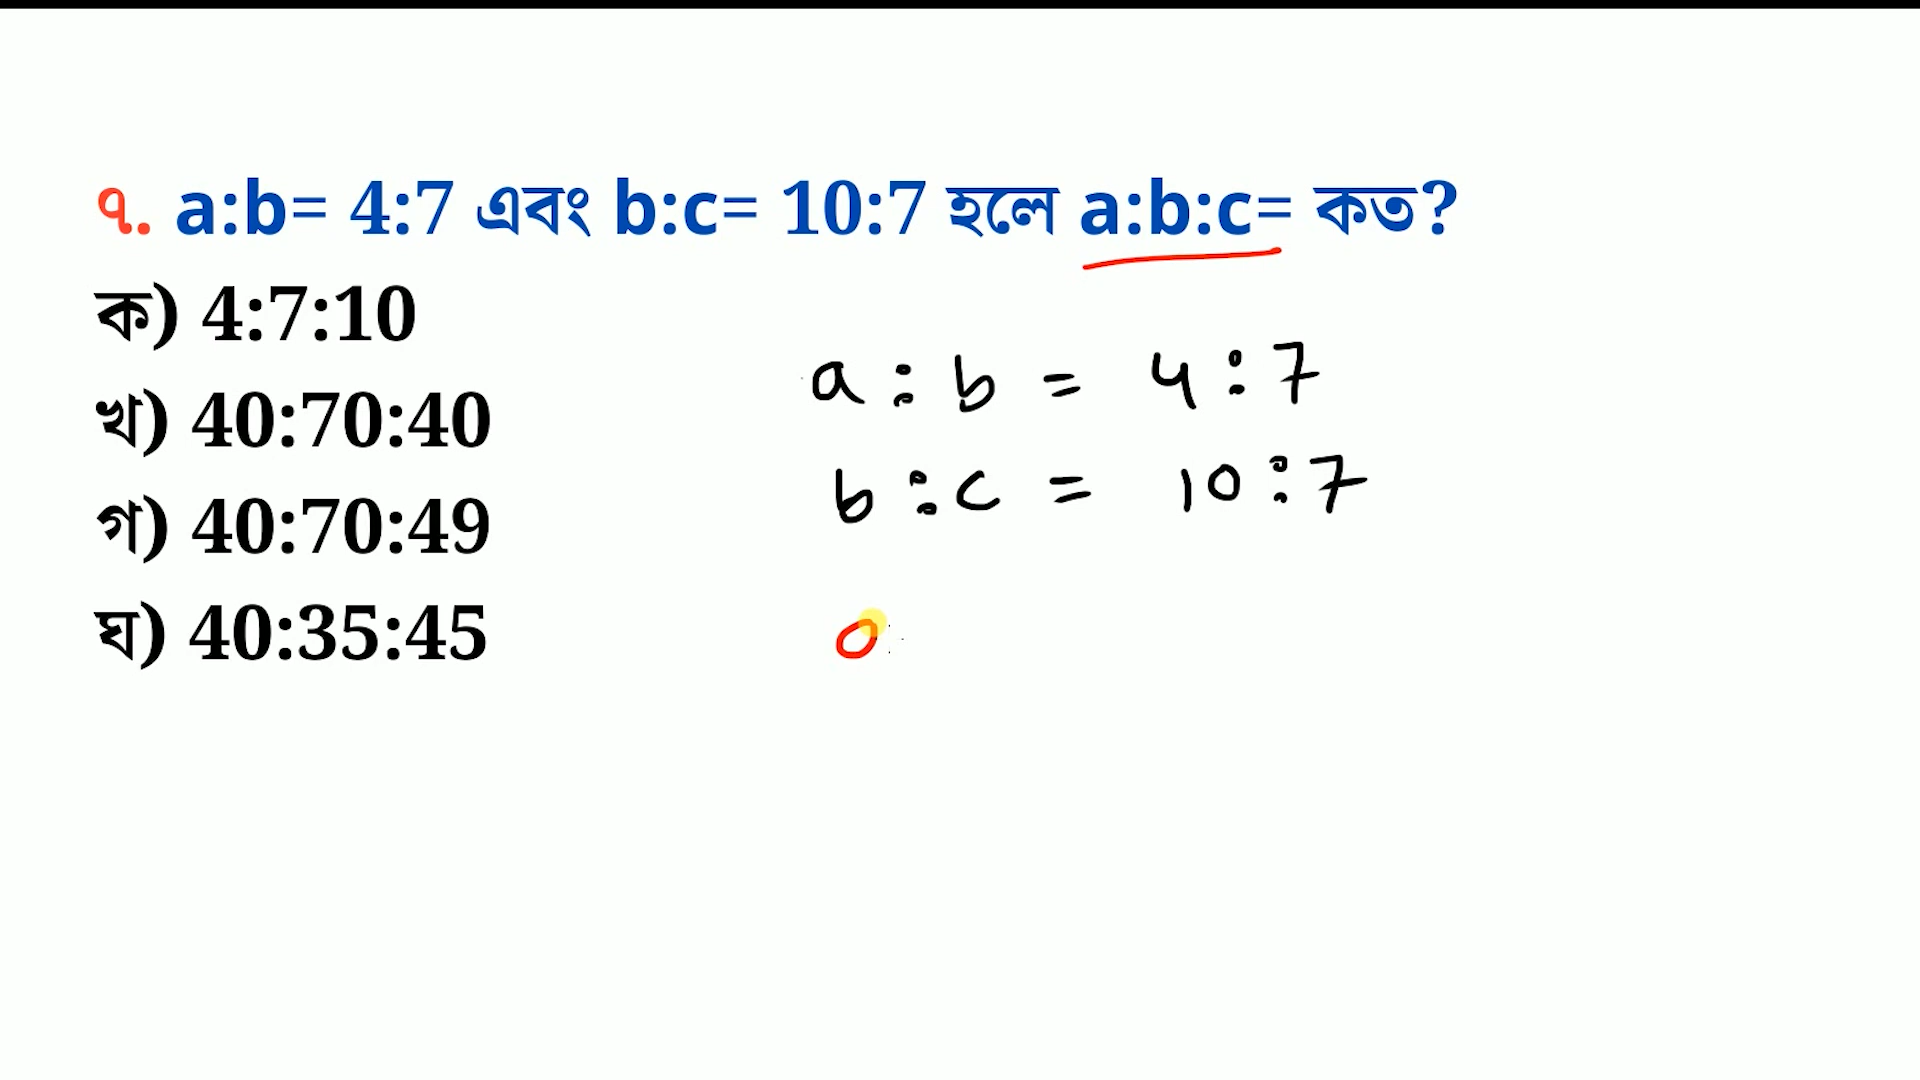 ৭. a:b= 4:7 এবং b:c= 10:7 হলে a:b:c= কত?
ক) 4:7:10
খ) 40:70:40
গ) 40:70:49
ঘ) 40:35:45
a : b = 4 : 7
b : c = 10 : 7